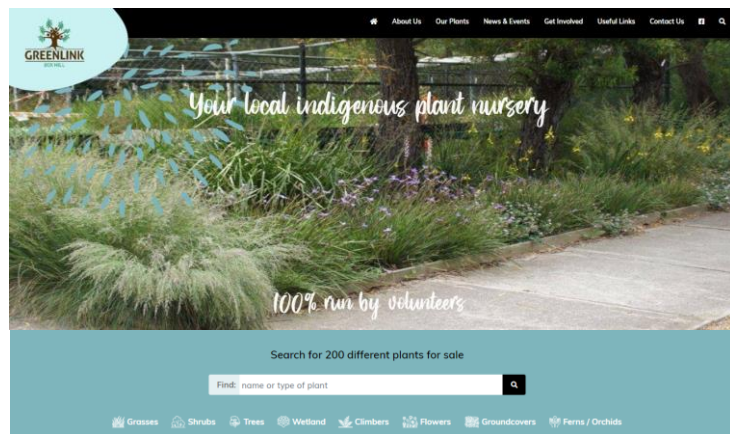 GREENLINK
BOX HILL
About Us Our Plants News & Events Get Involved Useful Links Contact Us
Your local indigenous plant nursery
100% run by volunteers
Search for 200 different plants for sale
Find: name or type of plant
Grasses Shrubs Trees Wetland Climbers Flowers Groundcovers Ferns / Orchids